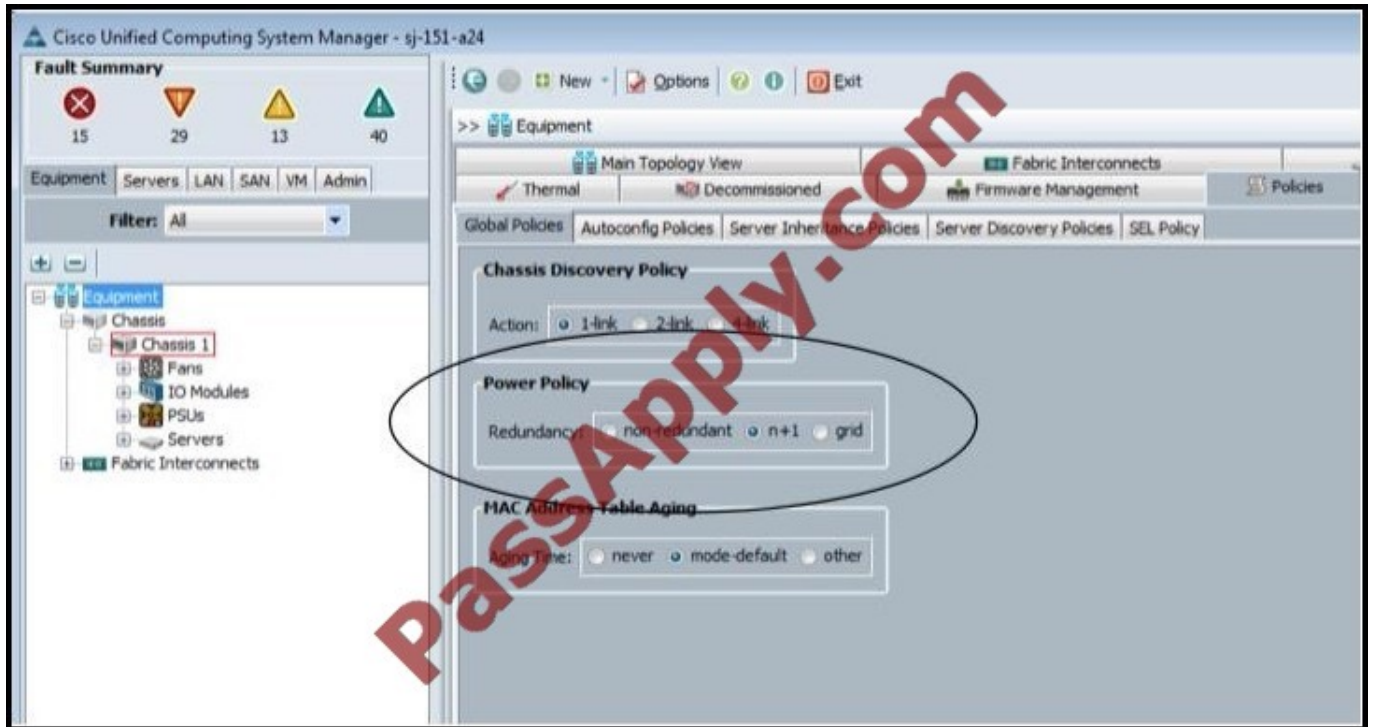 Cisco Unified Computing System Manager - sj-151-a24
Fault Summary
15 29 13 40
New Options Exit
>> Equipment
Main Topology View Fabric Interconnects
Thermal Decommissioned Firmware Management Policies
Global Policies Autoconfig Policies Server Inheritance Policies Server Discovery Policies SEL Policy
Equipment Servers LAN SAN VM Admin
Filter: All
Equipment
Chassis
Chassis 1
Fans
IO Modules
PSUs
Servers
Fabric Interconnects
Chassis Discovery Policy
Action: 1-link 2-link 4-link
Power Policy
Redundancy: non-redundant n+1 grid
MAC Address Table Aging
Aging Time: never mode-default other
PassApply.com